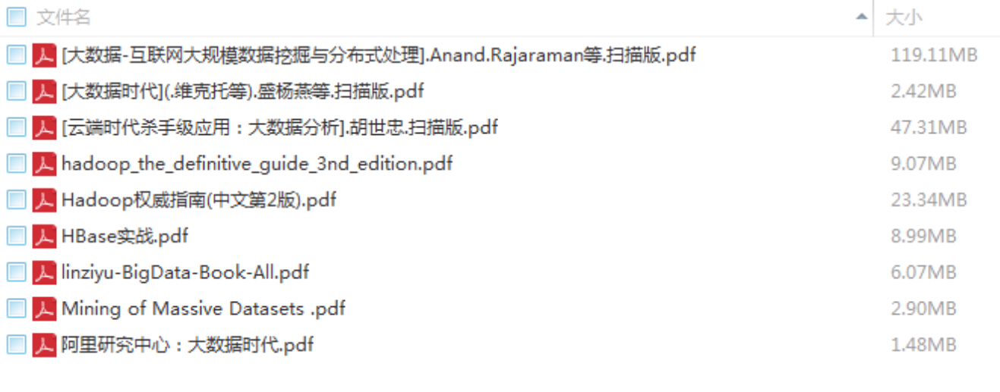 文件名 大小
[大数据-互联网大规模数据挖掘与分布式处理].Anand.Rajaraman等.扫描版.pdf 119.11MB
[大数据时代](.维克托等).盛杨燕等.扫描版.pdf 2.42MB
[云端时代杀手级应用：大数据分析].胡世忠.扫描版.pdf 47.31MB
hadoop_the_definitive_guide_3nd_edition.pdf 9.07MB
Hadoop权威指南(中文第2版).pdf 23.34MB
HBase实战.pdf 8.99MB
linziyu-BigData-Book-All.pdf 6.07MB
Mining of Massive Datasets .pdf 2.90MB
阿里研究中心：大数据时代.pdf 1.48MB